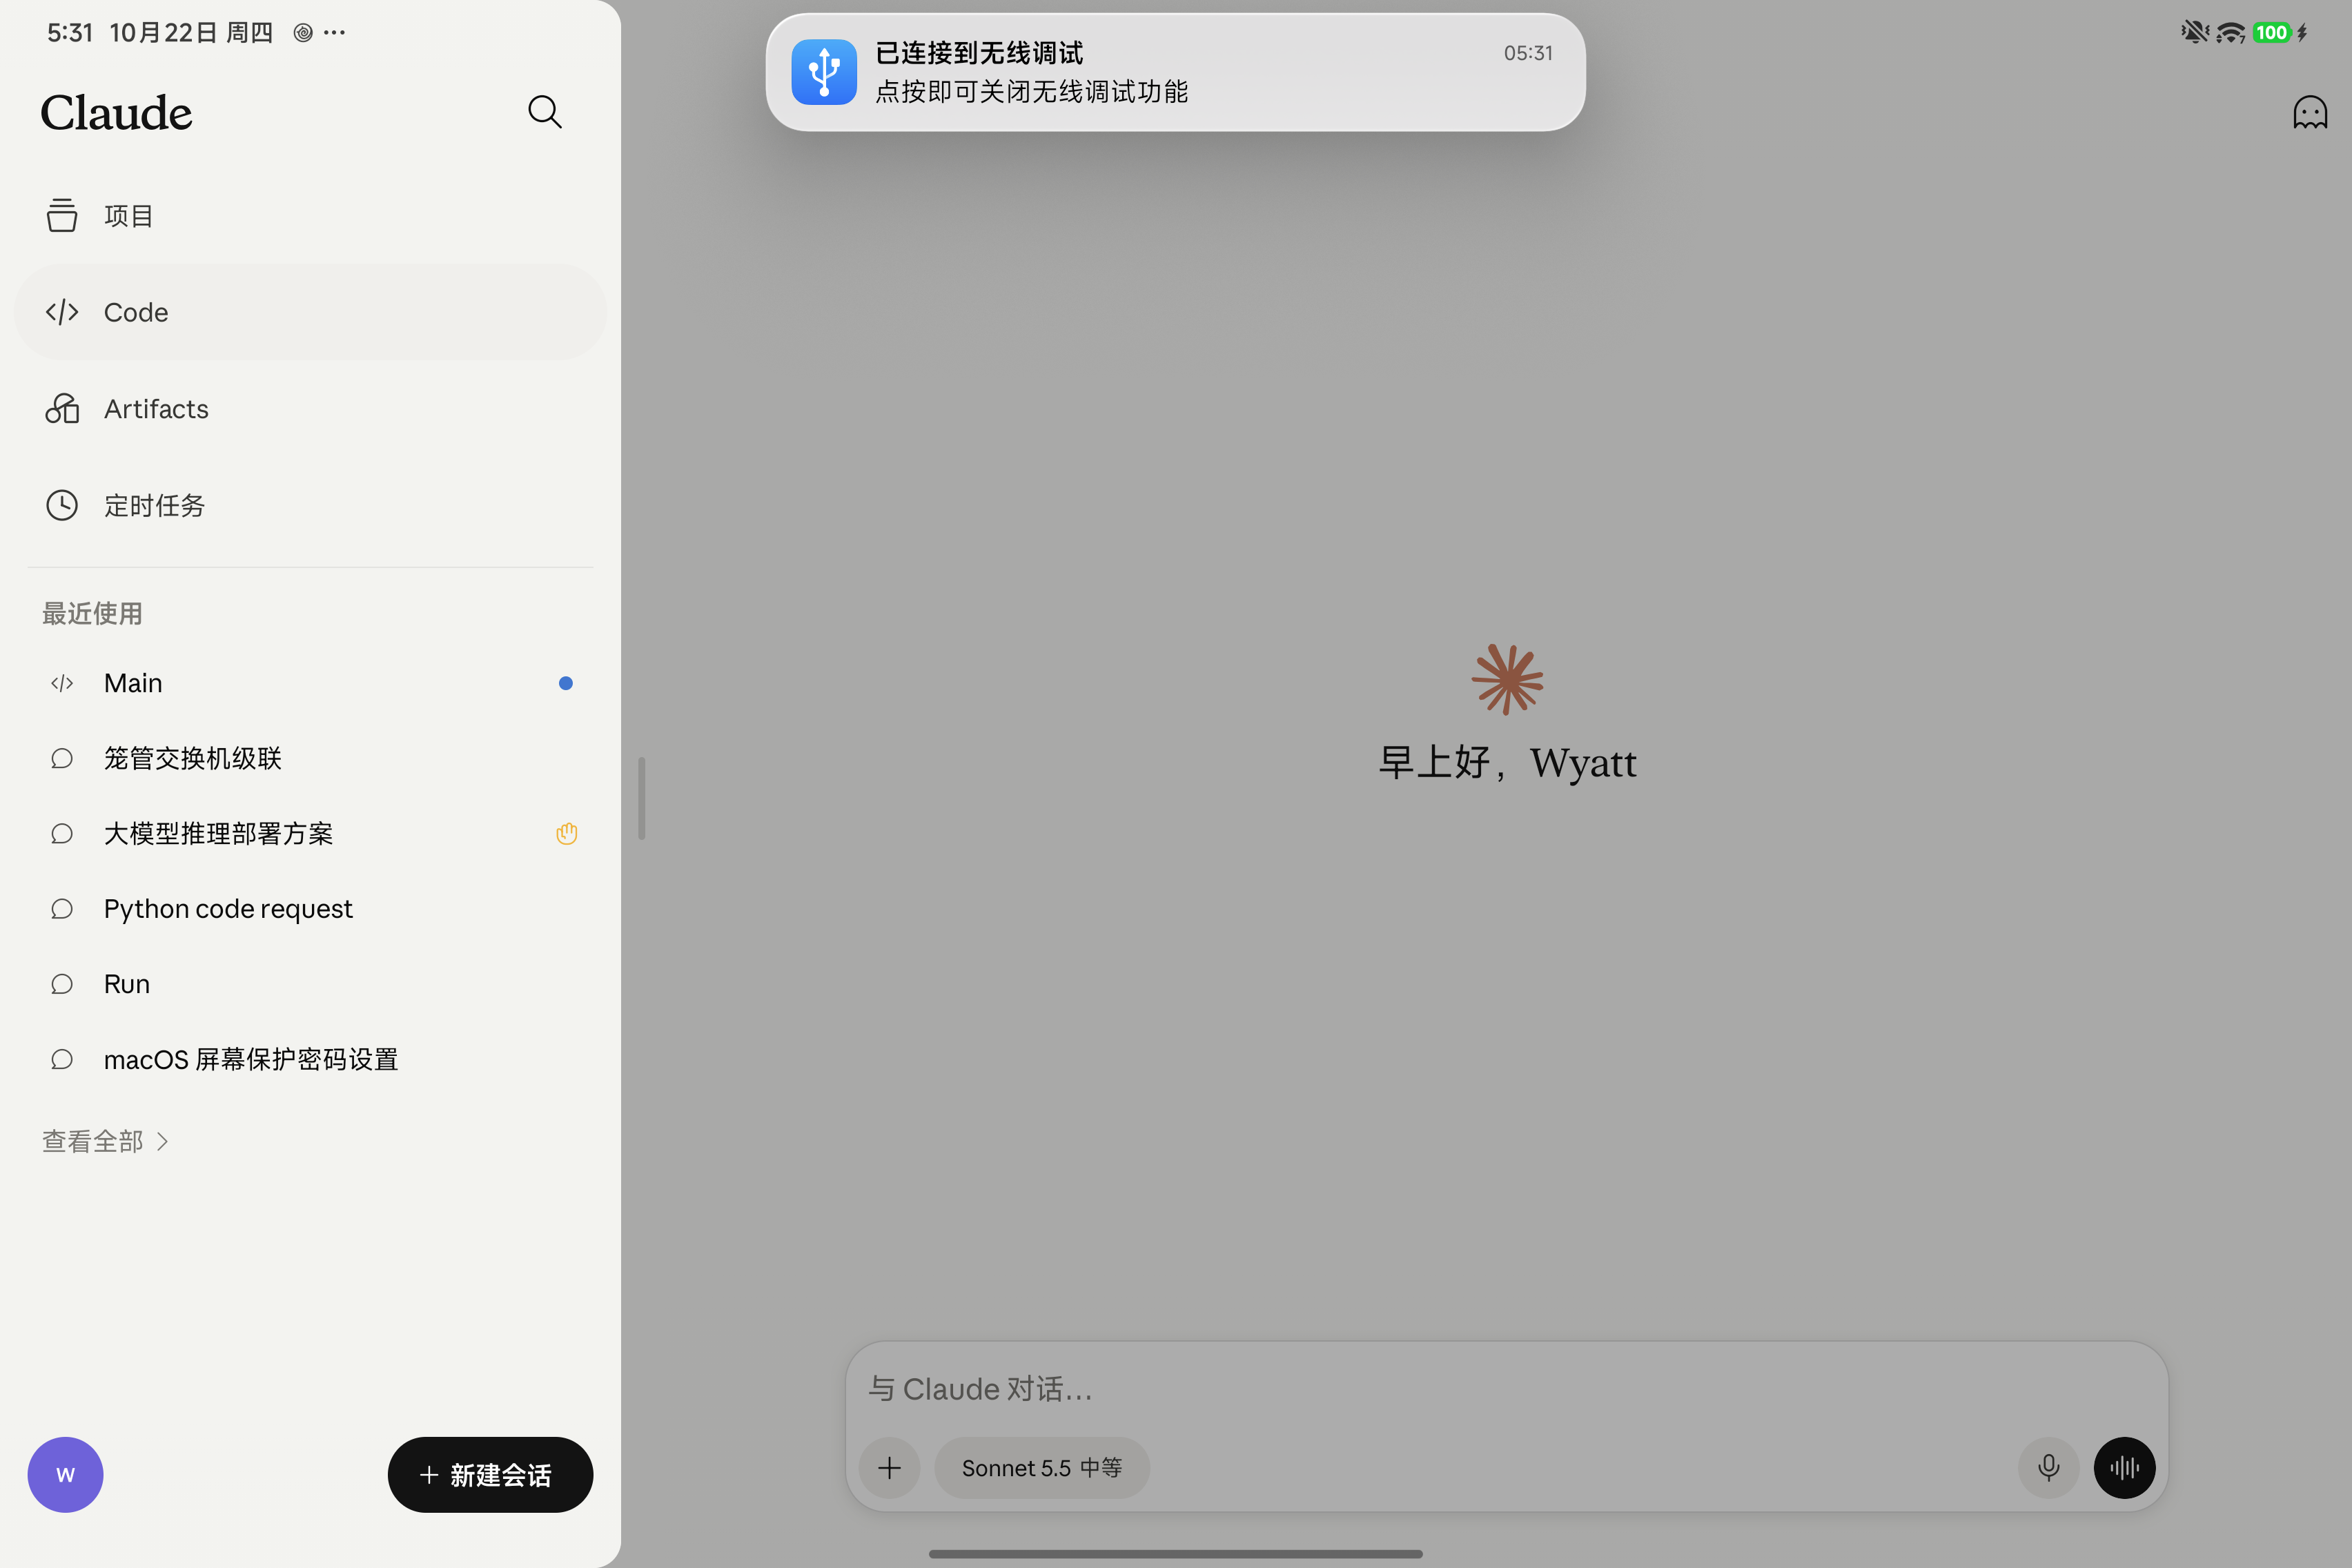 5:31 10月22日 周四
100
已连接到无线调试
05:31
点按即可关闭无线调试功能
Claude
项目
Code
Artifacts
定时任务
最近使用
Main
笼管交换机级联
大模型推理部署方案
Python code request
Run
macOS 屏幕保护密码设置
查看全部
W
+ 新建会话
早上好，Wyatt
与 Claude 对话...
Sonnet 5.5 中等